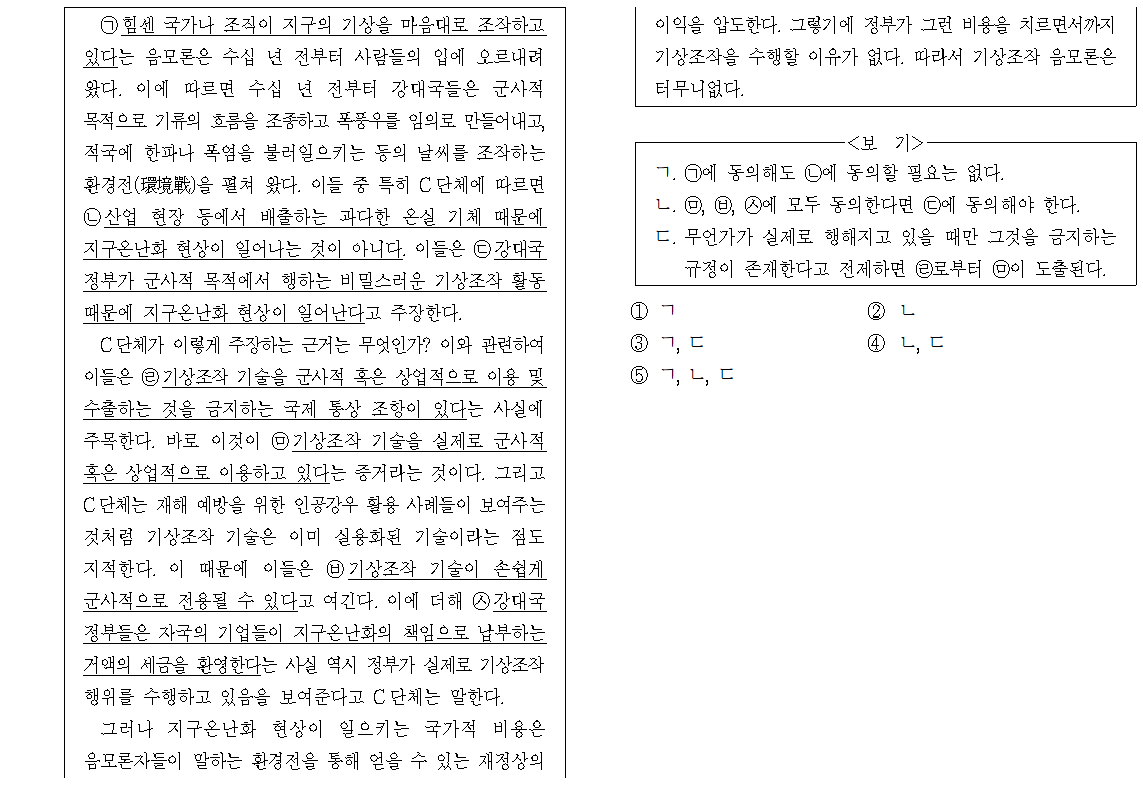 ㉠힘센 국가나 조직이 지구의 기상을 마음대로 조작하고
있다는 음모론은 수십 년 전부터 사람들의 입에 오르내려
왔다. 이에 따르면 수십 년 전부터 강대국들은 군사적
목적으로 기류의 흐름을 조종하고 폭풍우를 임의로 만들어내고,
적국에 한파나 폭염을 불러일으키는 등의 날씨를 조작하는
환경전(環境戰)을 펼쳐 왔다. 이들 중 특히 C단체에 따르면
㉡산업 현장 등에서 배출하는 과다한 온실 기체 때문에
지구온난화 현상이 일어나는 것이 아니다. 이들은 ㉢강대국
정부가 군사적 목적에서 행하는 비밀스러운 기상조작 활동
때문에 지구온난화 현상이 일어난다고 주장한다.
C단체가 이렇게 주장하는 근거는 무엇인가? 이와 관련하여
이들은 ㉣기상조작 기술을 군사적 혹은 상업적으로 이용 및
수출하는 것을 금지하는 국제 통상 조항이 있다는 사실에
주목한다. 바로 이것이 ㉤기상조작 기술을 실제로 군사적
혹은 상업적으로 이용하고 있다는 증거라는 것이다. 그리고
C단체는 재해 예방을 위한 인공강우 활용 사례들이 보여주는
것처럼 기상조작 기술은 이미 실용화된 기술이라는 점도
지적한다. 이 때문에 이들은 ㉥기상조작 기술이 손쉽게
군사적으로 전용될 수 있다고 여긴다. 이에 더해 ㉦강대국
정부들은 자국의 기업들이 지구온난화의 책임으로 납부하는
거액의 세금을 환영한다는 사실 역시 정부가 실제로 기상조작
행위를 수행하고 있음을 보여준다고 C단체는 말한다.
그러나 지구온난화 현상이 일으키는 국가적 비용은
음모론자들이 말하는 환경전을 통해 얻을 수 있는 재정상의
이익을 압도한다. 그렇기에 정부가 그런 비용을 치르면서까지
기상조작을 수행할 이유가 없다. 따라서 기상조작 음모론은
터무니없다.
<보 기>
ㄱ. ㉠에 동의해도 ㉡에 동의할 필요는 없다.
ㄴ. ㉤, ㉥, ㉦에 모두 동의한다면 ㉢에 동의해야 한다.
ㄷ. 무언가가 실제로 행해지고 있을 때만 그것을 금지하는
규정이 존재한다고 전제하면 ㉣로부터 ㉤이 도출된다.
① ㄱ ② ㄴ
③ ㄱ, ㄷ ④ ㄴ, ㄷ
⑤ ㄱ, ㄴ, ㄷ